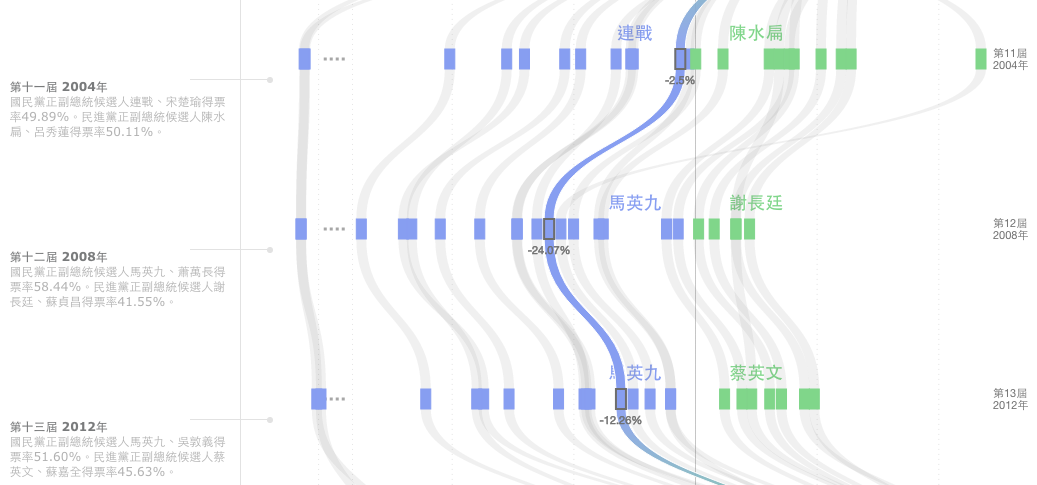 連戰
陳水扁
第11屆
2004年
-2.5%
第十一屆 2004年
國民黨正副總統候選人連戰、宋楚瑜得票
率49.89%。民進黨正副總統候選人陳水
扁、呂秀蓮得票率50.11%。
馬英九
謝長廷
第12屆
2008年
-24.07%
第十二屆 2008年
國民黨正副總統候選人馬英九、蕭萬長得
票率58.44%。民進黨正副總統候選人謝
長廷、蘇貞昌得票率41.55%。
馬英九
蔡英文
第13屆
2012年
-12.26%
第十三屆 2012年
國民黨正副總統候選人馬英九、吳敦義得
票率51.60%。民進黨正副總統候選人蔡
英文、蘇嘉全得票率45.63%。